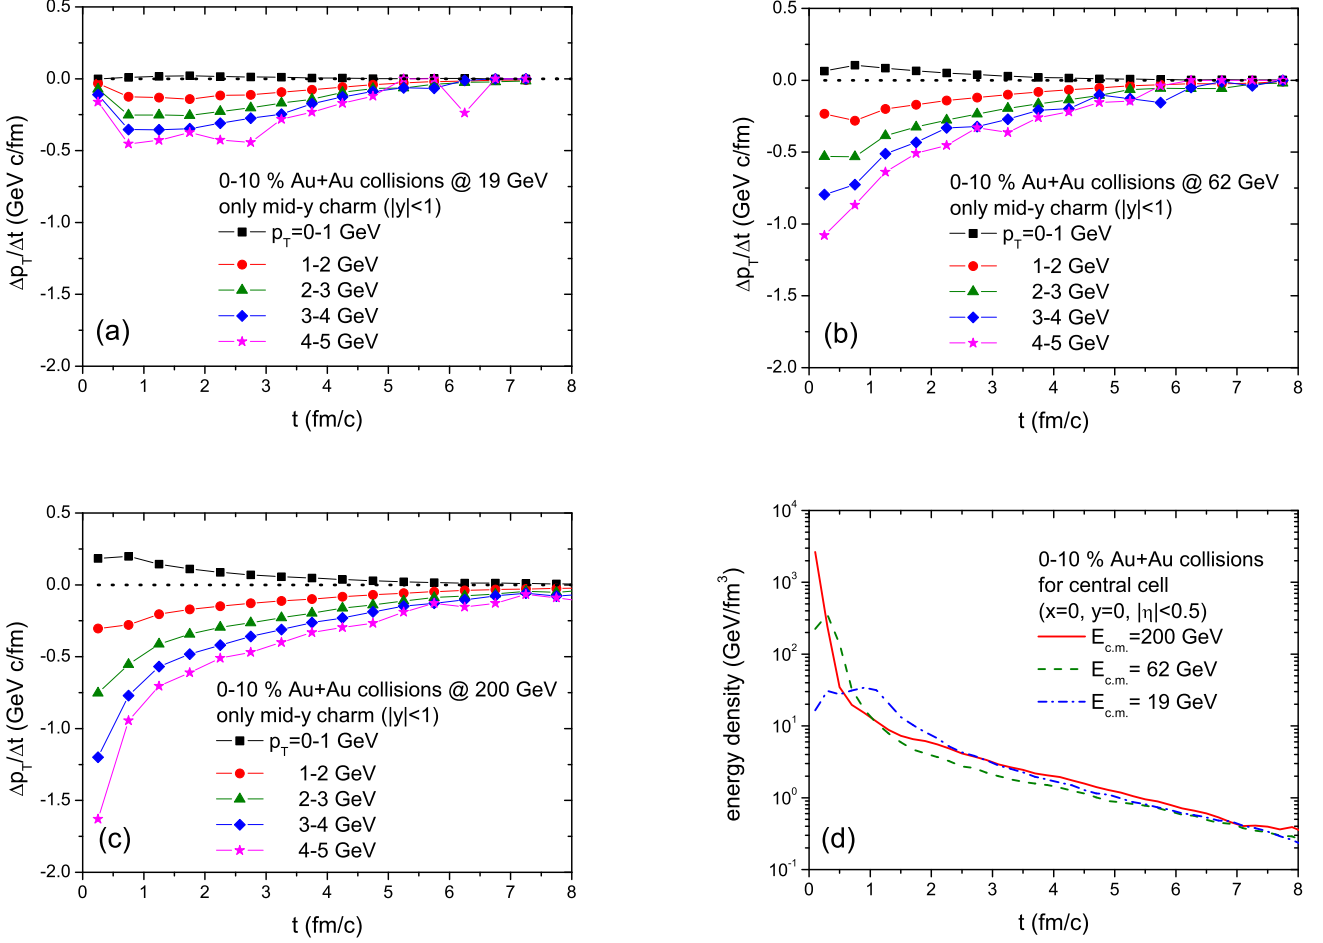 0.5
0.0
-0.5
-1.0
-1.5
-2.0
0 1 2 3 4 5 6 7 8
Δp_T/Δt (GeV c/fm)
t (fm/c)
0-10 % Au+Au collisions @ 19 GeV
only mid-y charm (|y|<1)
p_T=0-1 GeV
1-2 GeV
2-3 GeV
3-4 GeV
4-5 GeV
(a)
0.5
0.0
-0.5
-1.0
-1.5
-2.0
0 1 2 3 4 5 6 7 8
Δp_T/Δt (GeV c/fm)
t (fm/c)
0-10 % Au+Au collisions @ 62 GeV
only mid-y charm (|y|<1)
p_T=0-1 GeV
1-2 GeV
2-3 GeV
3-4 GeV
4-5 GeV
(b)
0.5
0.0
-0.5
-1.0
-1.5
-2.0
0 1 2 3 4 5 6 7 8
Δp_T/Δt (GeV c/fm)
t (fm/c)
0-10 % Au+Au collisions @ 200 GeV
only mid-y charm (|y|<1)
p_T=0-1 GeV
1-2 GeV
2-3 GeV
3-4 GeV
4-5 GeV
(c)
10^4
10^3
10^2
10^1
10^0
10^-1
0 1 2 3 4 5 6 7 8
energy density (GeV/fm^3)
t (fm/c)
0-10 % Au+Au collisions
for central cell
(x=0, y=0, |η|<0.5)
E_c.m.=200 GeV
E_c.m.= 62 GeV
E_c.m.= 19 GeV
(d)